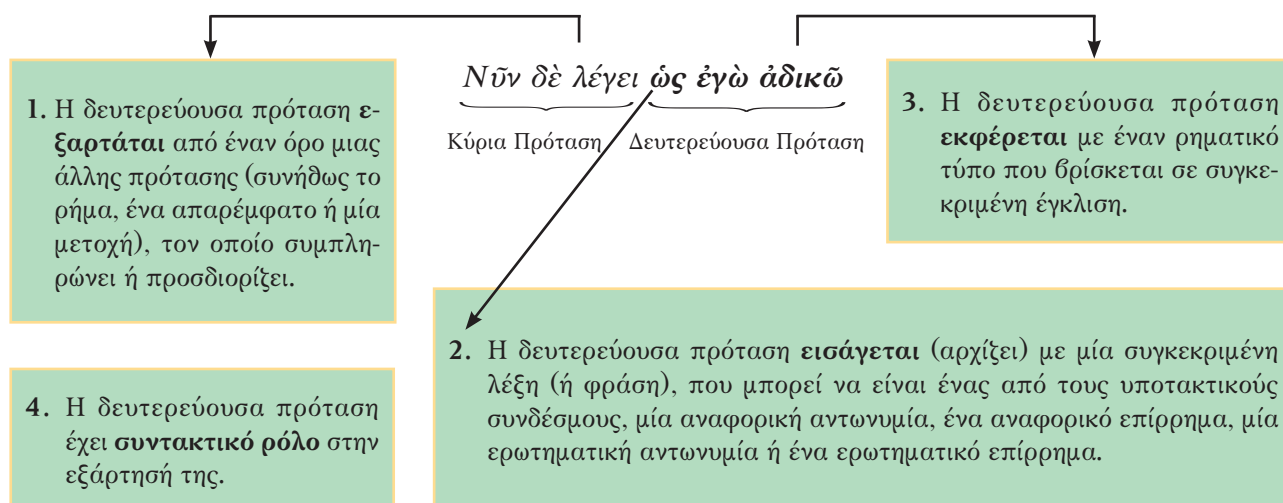 Νῦν δὲ λέγει ὡς ἐγὼ ἀδικῶ
Κύρια Πρόταση Δευτερεύουσα Πρόταση
1. Η δευτερεύουσα πρόταση ε-
ξαρτάται από έναν όρο μιας
άλλης πρότασης (συνήθως το
ρήμα, ένα απαρέμφατο ή μία
μετοχή), τον οποίο συμπλη-
ρώνει ή προσδιορίζει.
3. Η δευτερεύουσα πρόταση
εκφέρεται με έναν ρηματικό
τύπο που βρίσκεται σε συγκε-
κριμένη έγκλιση.
2. Η δευτερεύουσα πρόταση εισάγεται (αρχίζει) με μία συγκεκριμένη
λέξη (ή φράση), που μπορεί να είναι ένας από τους υποτακτικούς
συνδέσμους, μία αναφορική αντωνυμία, ένα αναφορικό επίρρημα, μία
ερωτηματική αντωνυμία ή ένα ερωτηματικό επίρρημα.
4. Η δευτερεύουσα πρόταση
έχει συντακτικό ρόλο στην
εξάρτησή της.